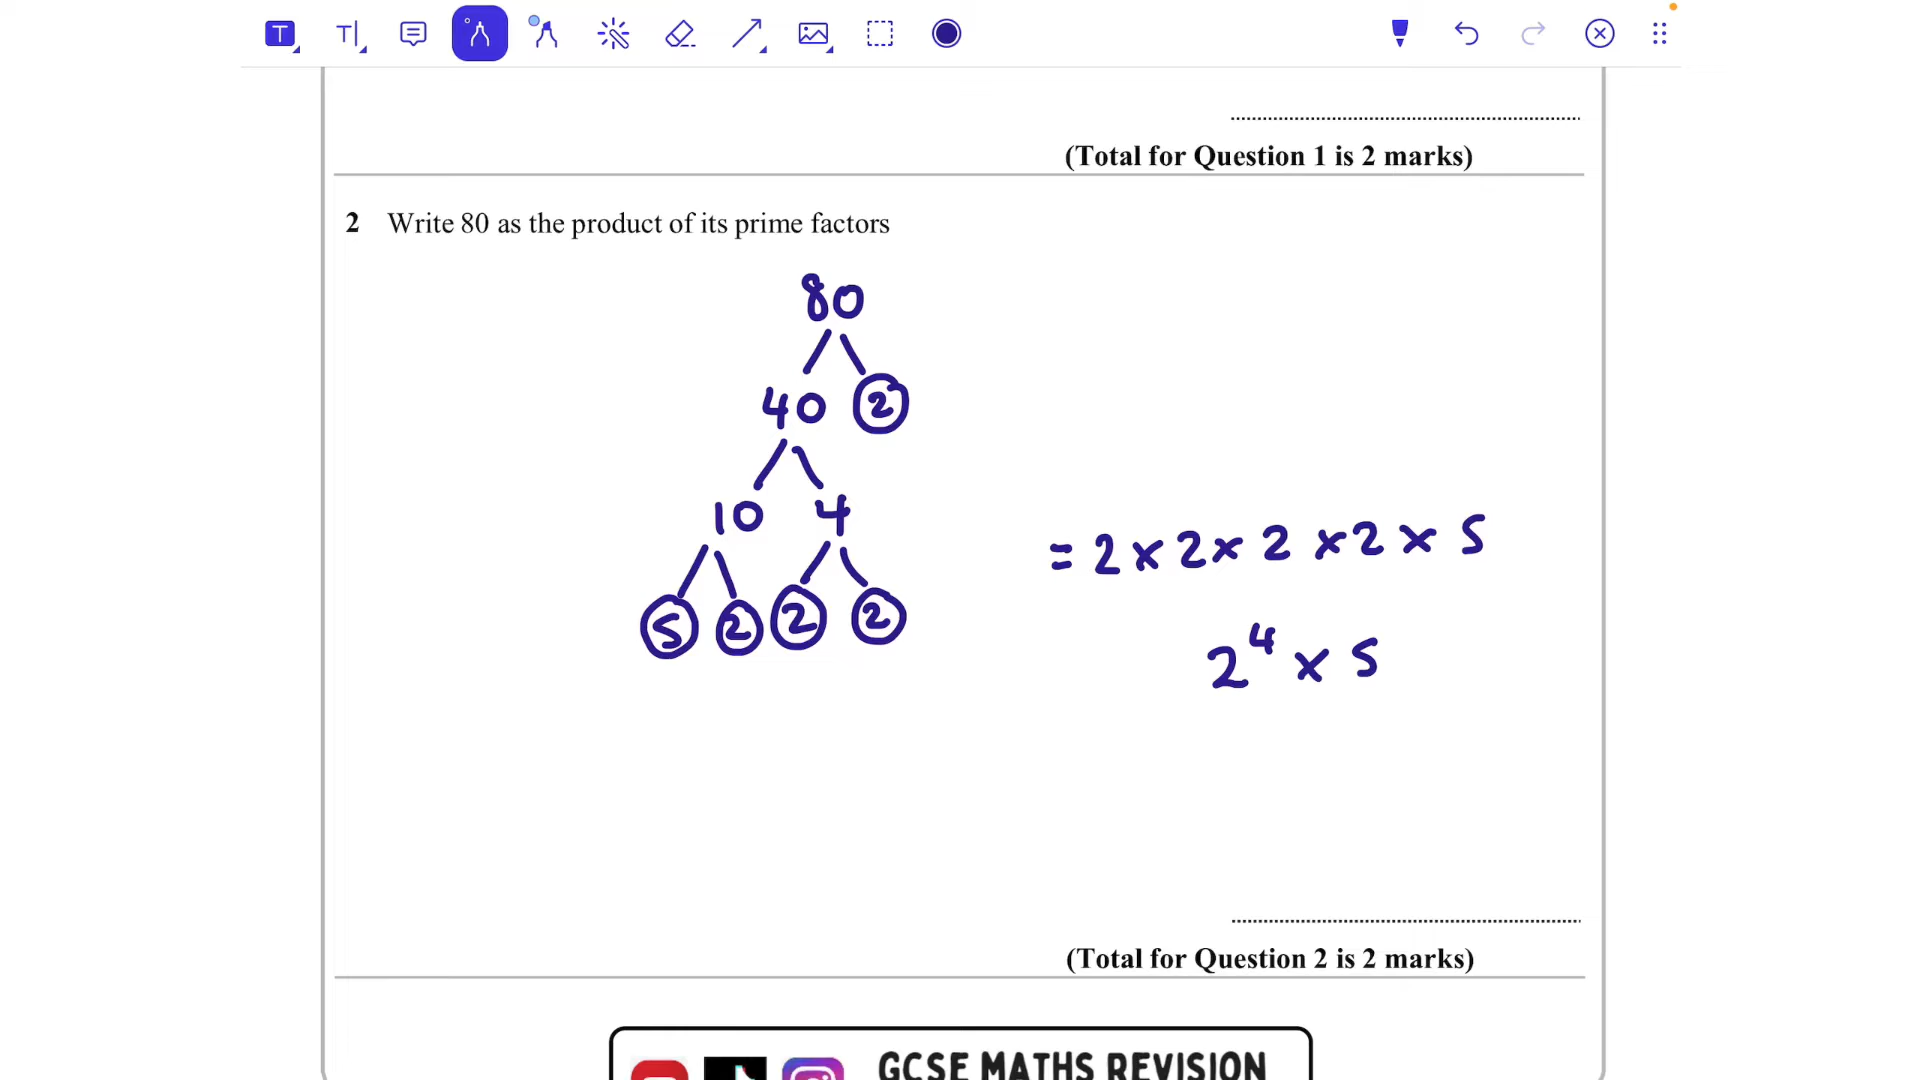 T T|
(Total for Question 1 is 2 marks)
2 Write 80 as the product of its prime factors
80
40 2
10 4
5 2 2 2
= 2 × 2 × 2 × 2 × 5
2⁴ × 5
(Total for Question 2 is 2 marks)
GCSE MATHS REVISION